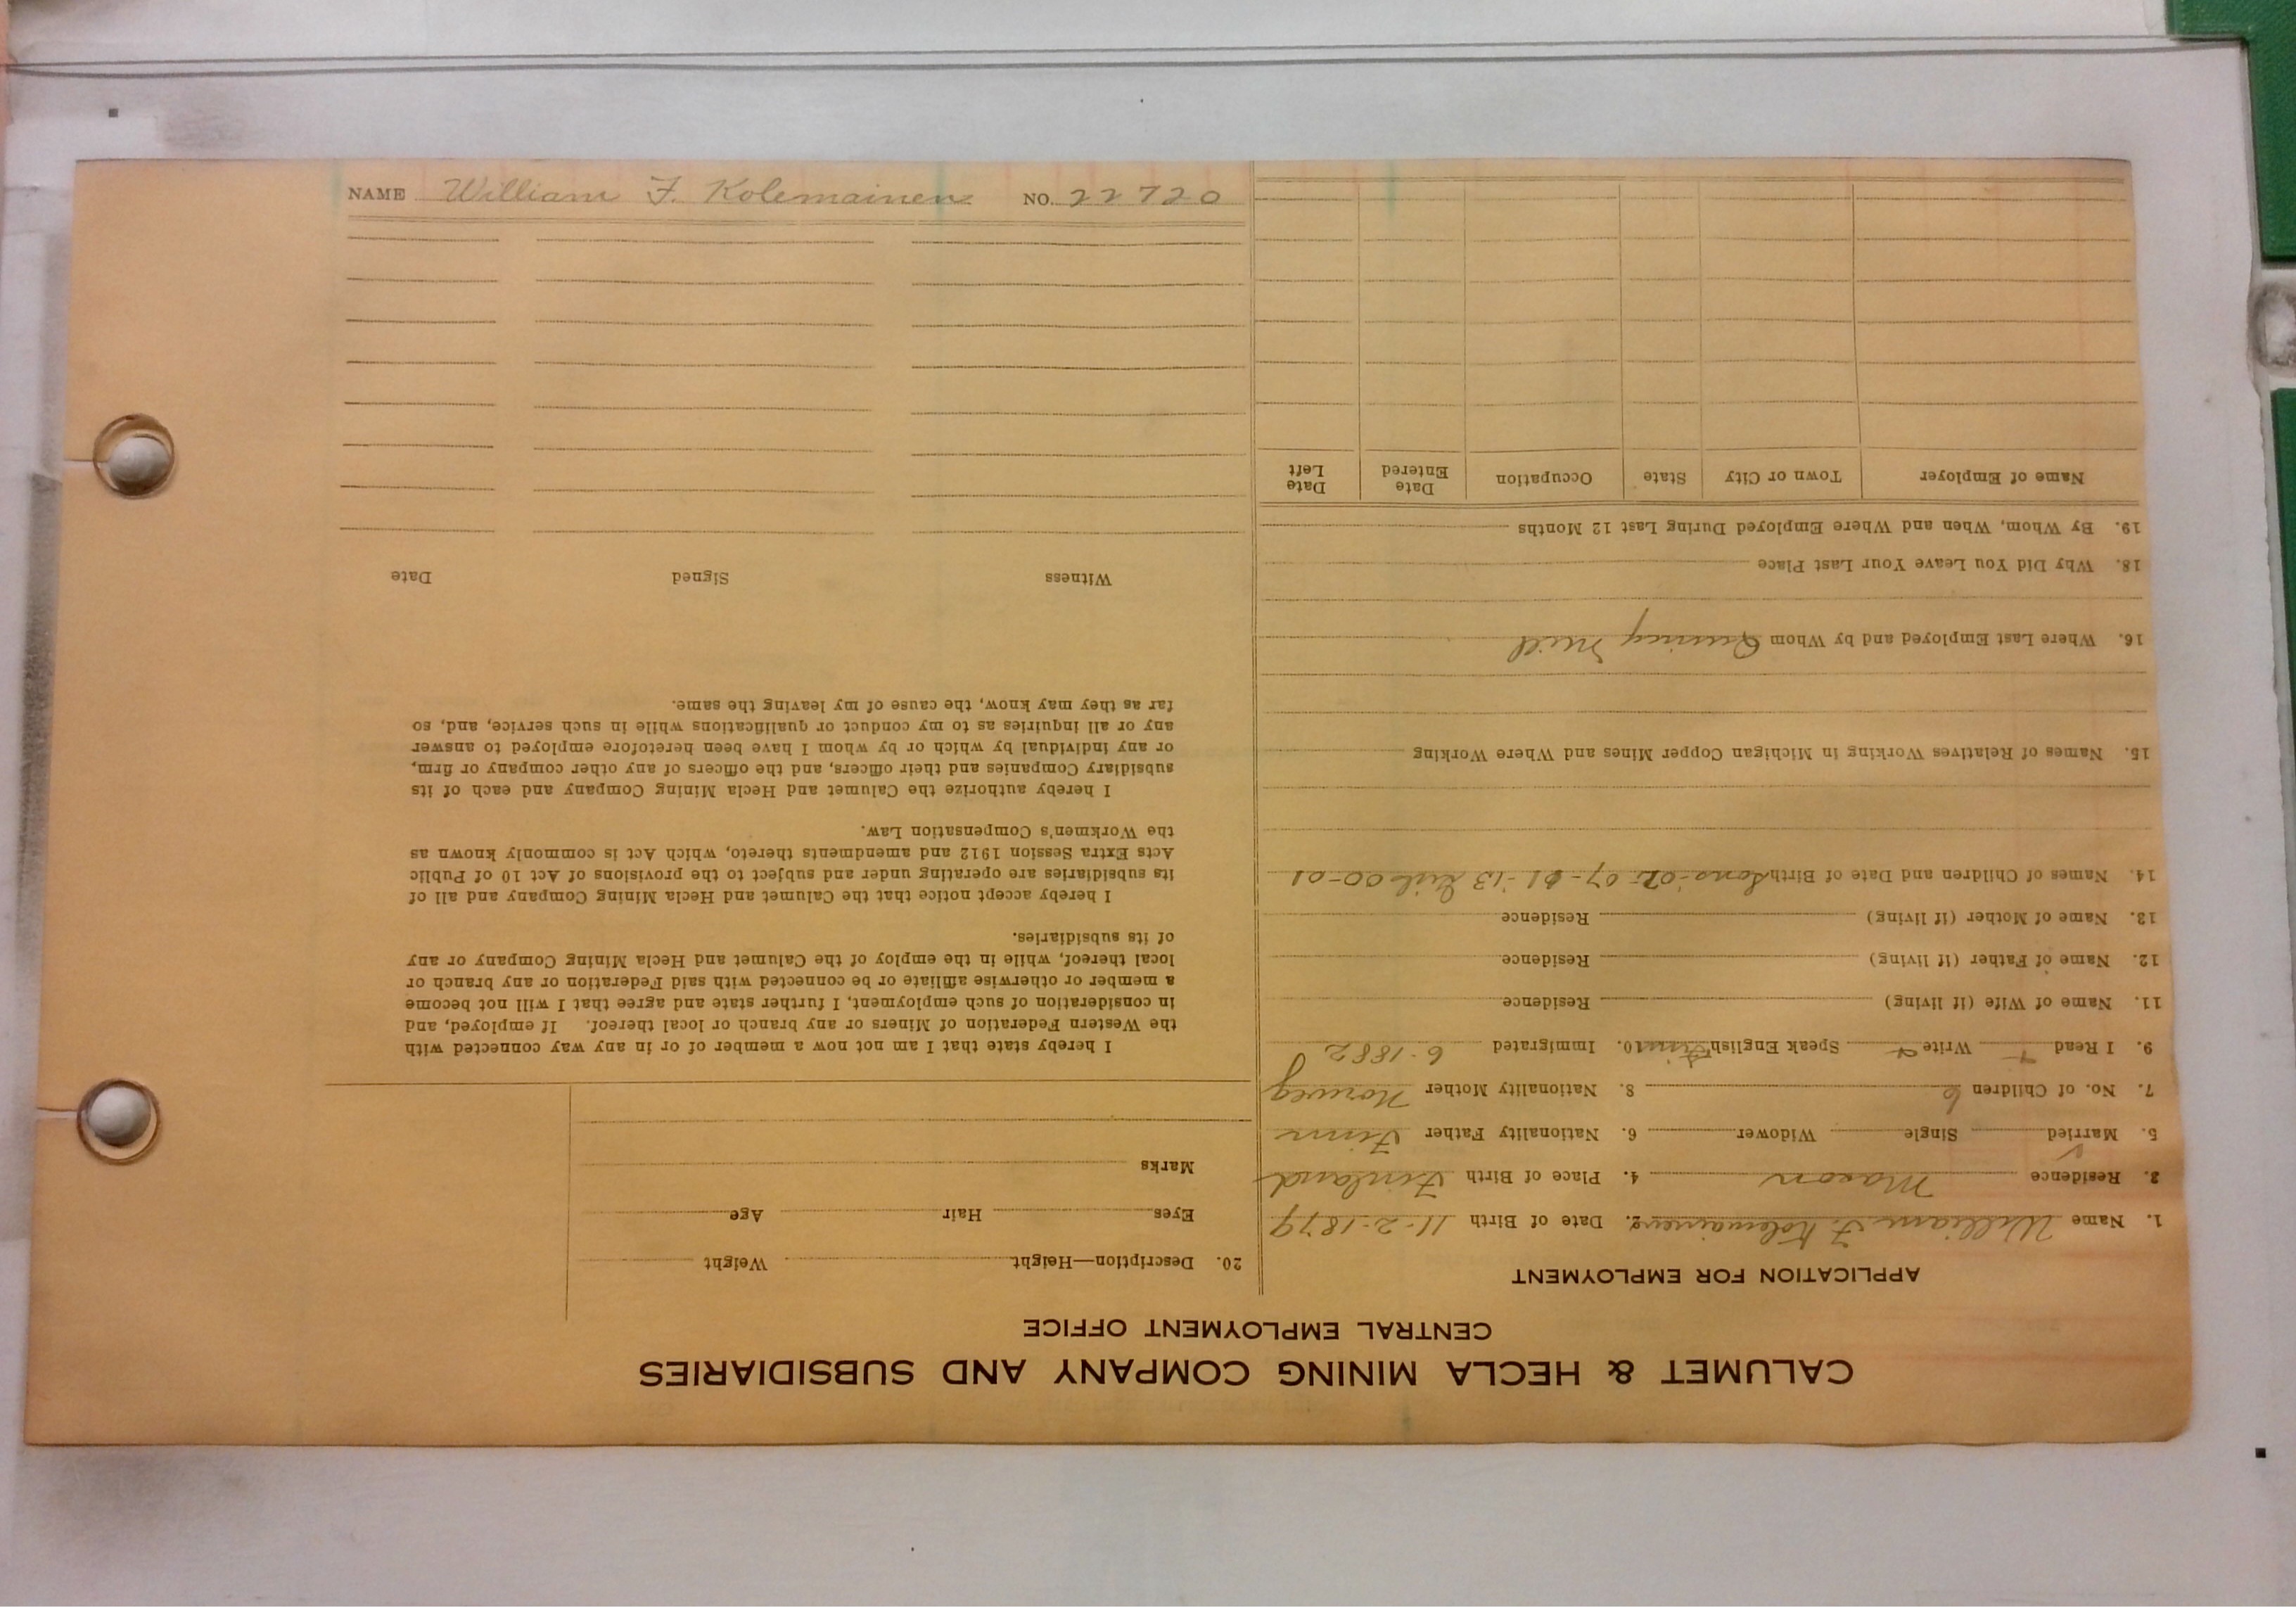 NAME William F. Kolemainen NO. 22720
CALUMET & HECLA MINING COMPANY AND SUBSIDIARIES
CENTRAL EMPLOYMENT OFFICE
APPLICATION FOR EMPLOYMENT
1. Name William F. Kolemainen 2. Date of Birth 11-2-1879
3. Residence Mason 4. Place of Birth Finland
5. Married Single Widower 6. Nationality Father Finn
7. No. of Children 6 8. Nationality Mother Norweg
9. I Read Write Speak English 10. Immigrated 6-1882
11. Name of Wife (if living) Residence
12. Name of Father (if living) Residence
13. Name of Mother (if living) Residence
14. Names of Children and Date of Birth Sons-02-07-01-13 00-01
15. Names of Relatives Working in Michigan Copper Mines and Where Working
16. Where Last Employed and by Whom Quincy Mill
18. Why Did You Leave Your Last Place
19. By Whom, When and Where Employed During Last 12 Months
Name of Employer Town or City State Occupation Date Entered Date Left
20. Description—Height Weight
Eyes Hair Age
Marks
I hereby state that I am not now a member of or in any way connected with
the Western Federation of Miners or any branch or local thereof. If employed, and
in consideration of such employment, I further state and agree that I will not become
a member or otherwise affiliate or be connected with said Federation or any branch or
local thereof, while in the employ of the Calumet and Hecla Mining Company or any
of its subsidiaries.
I hereby accept notice that the Calumet and Hecla Mining Company and all of
its subsidiaries are operating under and subject to the provisions of Act 10 of Public
Acts Extra Session 1912 and amendments thereto, which Act is commonly known as
the Workmen's Compensation Law.
I hereby authorize the Calumet and Hecla Mining Company and each of its
subsidiary Companies and their officers, and the officers of any other company or firm,
or any individual by which or by whom I have been heretofore employed to answer
any or all inquiries as to my conduct or qualifications while in such service, and, so
far as they may know, the cause of my leaving the same.
Witness Signed Date